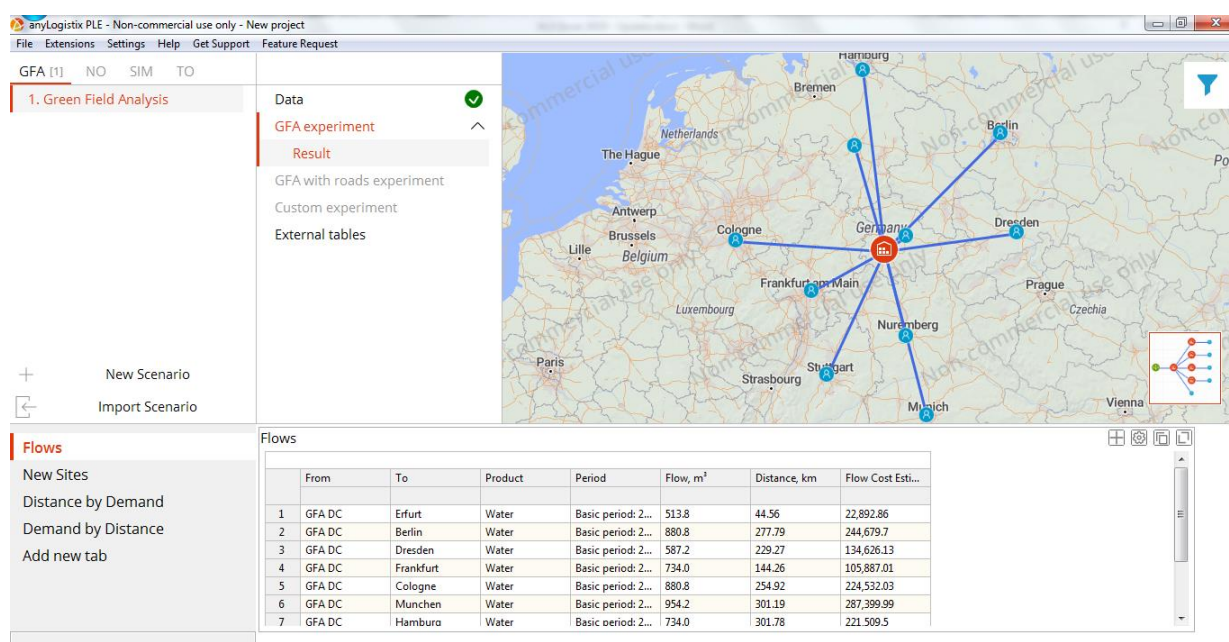 anyLogistix PLE - Non-commercial use only - New project
File Extensions Settings Help Get Support Feature Request
GFA [1] NO SIM TO
1. Green Field Analysis
Data
GFA experiment
Result
GFA with roads experiment
Custom experiment
External tables
New Scenario
Import Scenario
Hamburg
Bremen
Berlin
Netherlands
The Hague
Po
Antwerp
Cologne
Germany
Dresden
Lille
Brussels
Belgium
Frankfurt am Main
Prague
Luxembourg
Czechia
Nuremberg
Paris
Stuttgart
Strasbourg
Munich
Vienna
Non-commercial use only
Flows
New Sites
Distance by Demand
Demand by Distance
Add new tab
Flows
From To Product Period Flow, m³ Distance, km Flow Cost Esti...
1 GFA DC Erfurt Water Basic period: 2... 513.8 44.56 22,892.86
2 GFA DC Berlin Water Basic period: 2... 880.8 277.79 244,679.7
3 GFA DC Dresden Water Basic period: 2... 587.2 229.27 134,626.13
4 GFA DC Frankfurt Water Basic period: 2... 734.0 144.26 105,887.01
5 GFA DC Cologne Water Basic period: 2... 880.8 254.92 224,532.03
6 GFA DC Munchen Water Basic period: 2... 954.2 301.19 287,399.99
7 GFA DC Hamburg Water Basic period: 2... 734.0 301.78 221,509.5